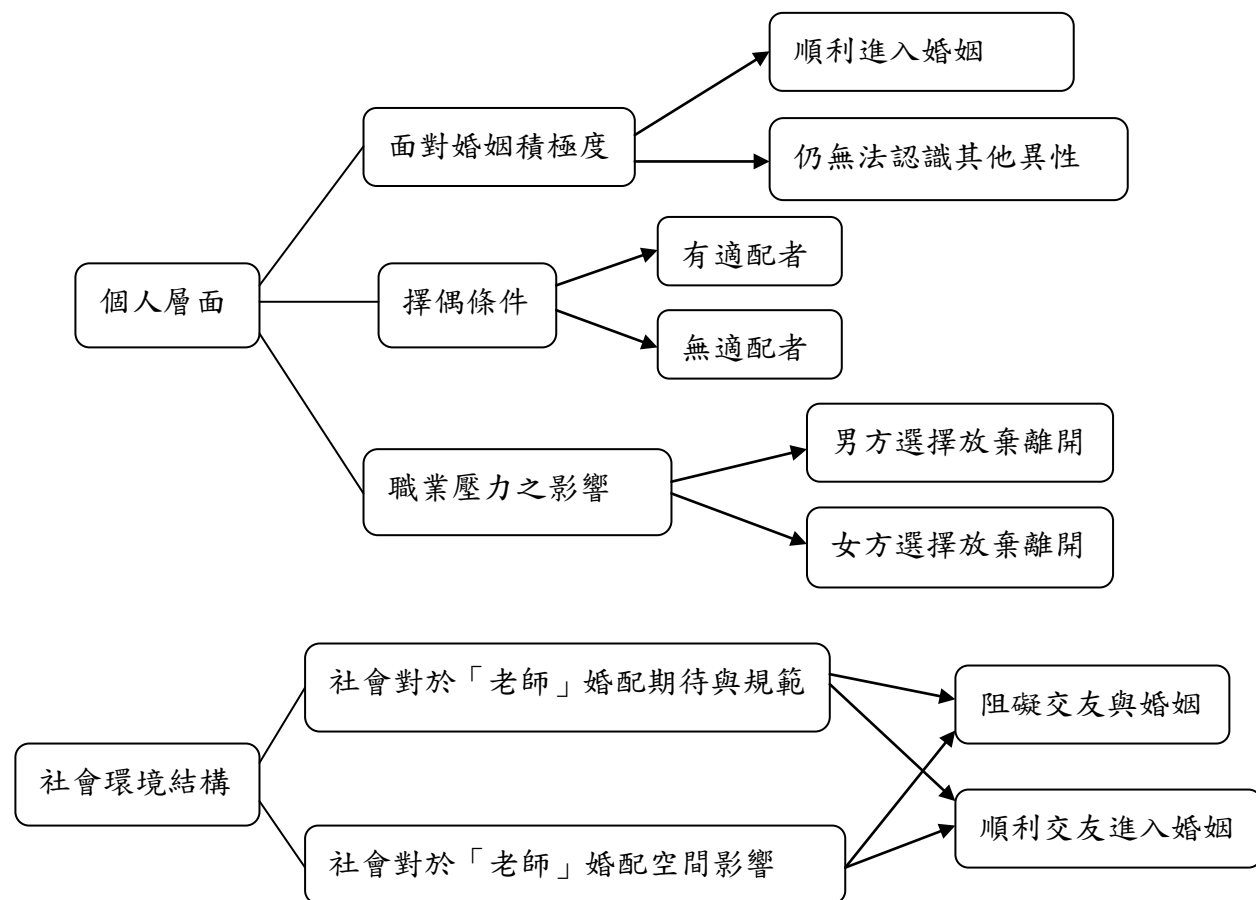 順利進入婚姻
面對婚姻積極度
仍無法認識其他異性
有適配者
個人層面
擇偶條件
無適配者
男方選擇放棄離開
職業壓力之影響
女方選擇放棄離開
社會對於「老師」婚配期待與規範
阻礙交友與婚姻
社會環境結構
順利交友進入婚姻
社會對於「老師」婚配空間影響